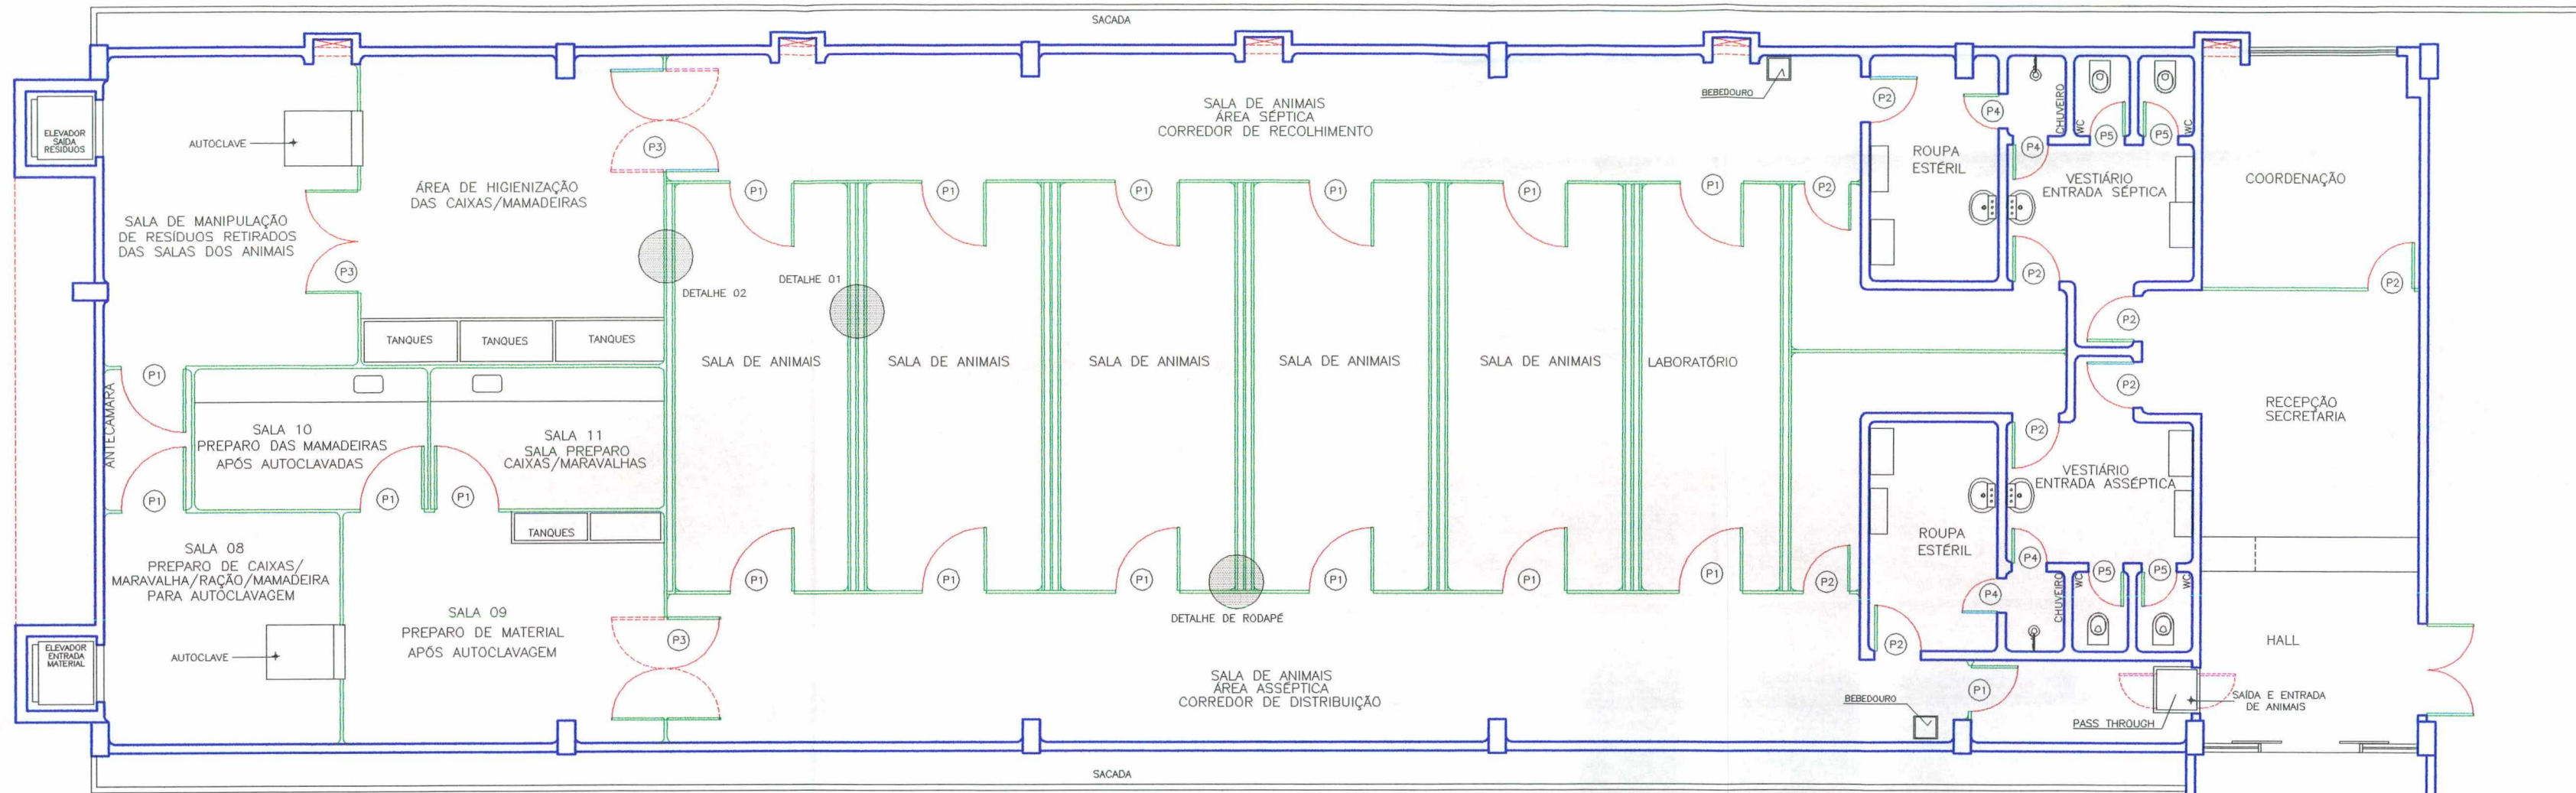 SACADA
ELEVADOR
SAÍDA
RESÍDUOS
AUTOCLAVE
SALA DE MANIPULAÇÃO
DE RESÍDUOS RETIRADOS
DAS SALAS DOS ANIMAIS
P3
ÁREA DE HIGIENIZAÇÃO
DAS CAIXAS/MAMADEIRAS
P3
TANQUES
TANQUES
TANQUES
SALA DE ANIMAIS
ÁREA SÉPTICA
CORREDOR DE RECOLHIMENTO
BEBEDOURO
P1
P1
P1
P1
P1
P1
P2
P2
ROUPA
ESTÉRIL
P4
P4
CHUVEIRO
WC
P5
P5
WC
VESTIÁRIO
ENTRADA SÉPTICA
P2
COORDENAÇÃO
P2
P2
DETALHE 02
DETALHE 01
SALA DE ANIMAIS
SALA DE ANIMAIS
SALA DE ANIMAIS
SALA DE ANIMAIS
SALA DE ANIMAIS
LABORATÓRIO
P2
RECEPÇÃO
SECRETARIA
P1
ANTECÂMARA
P1
SALA 10
PREPARO DAS MAMADEIRAS
APÓS AUTOCLAVADAS
P1
SALA 11
SALA PREPARO
CAIXAS/MARAVALHAS
P1
TANQUES
SALA 08
PREPARO DE CAIXAS/
MARAVALHA/RAÇÃO/MAMADEIRA
PARA AUTOCLAVAGEM
AUTOCLAVE
ELEVADOR
ENTRADA
MATERIAL
SALA 09
PREPARO DE MATERIAL
APÓS AUTOCLAVAGEM
P3
P1
P1
P1
P1
P1
P1
P2
DETALHE DE RODAPÉ
SALA DE ANIMAIS
ÁREA ASSÉPTICA
CORREDOR DE DISTRIBUIÇÃO
P2
VESTIÁRIO
ENTRADA ASSÉPTICA
ROUPA
ESTÉRIL
P4
P4
CHUVEIRO
WC
P5
P5
WC
P2
P1
BEBEDOURO
HALL
SAÍDA E ENTRADA
DE ANIMAIS
PASS THROUGH
SACADA